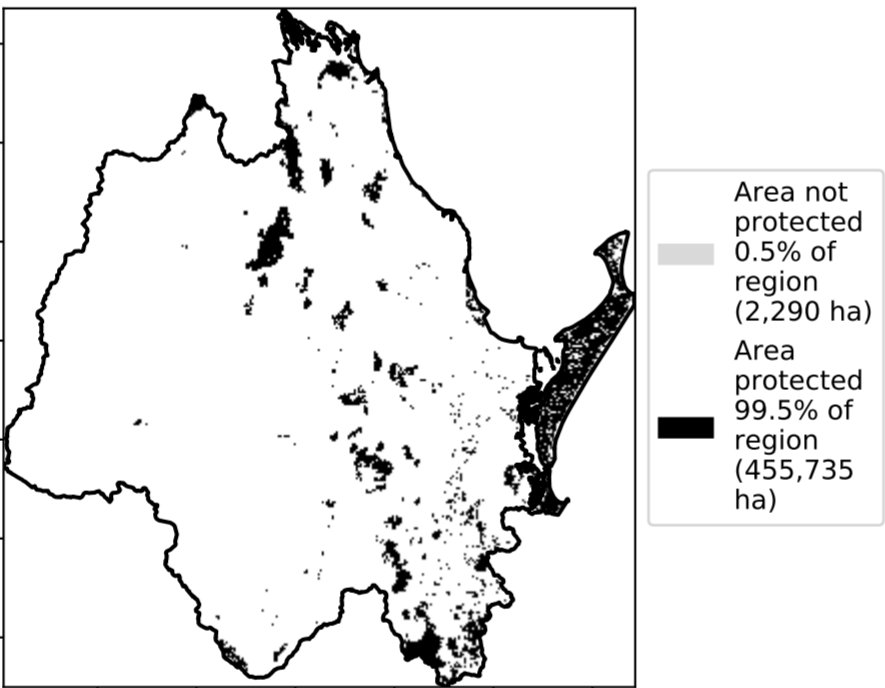 Area not
protected
0.5% of
region
(2,290 ha)
Area
protected
99.5% of
region
(455,735
ha)